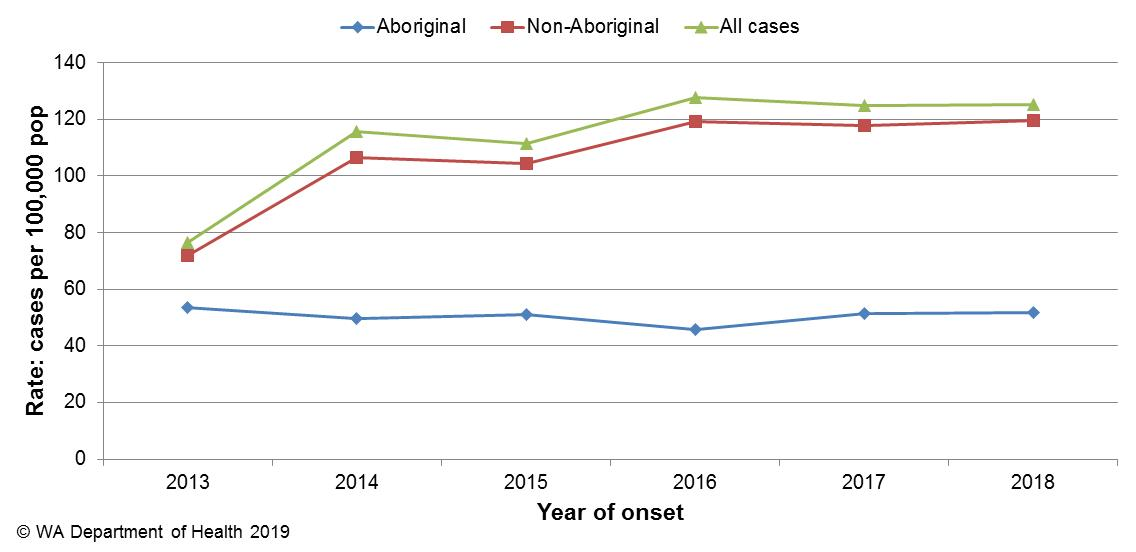 Aboriginal Non-Aboriginal All cases
Rate: cases per 100,000 pop
140
120
100
80
60
40
20
0
2013 2014 2015 2016 2017 2018
Year of onset
© WA Department of Health 2019